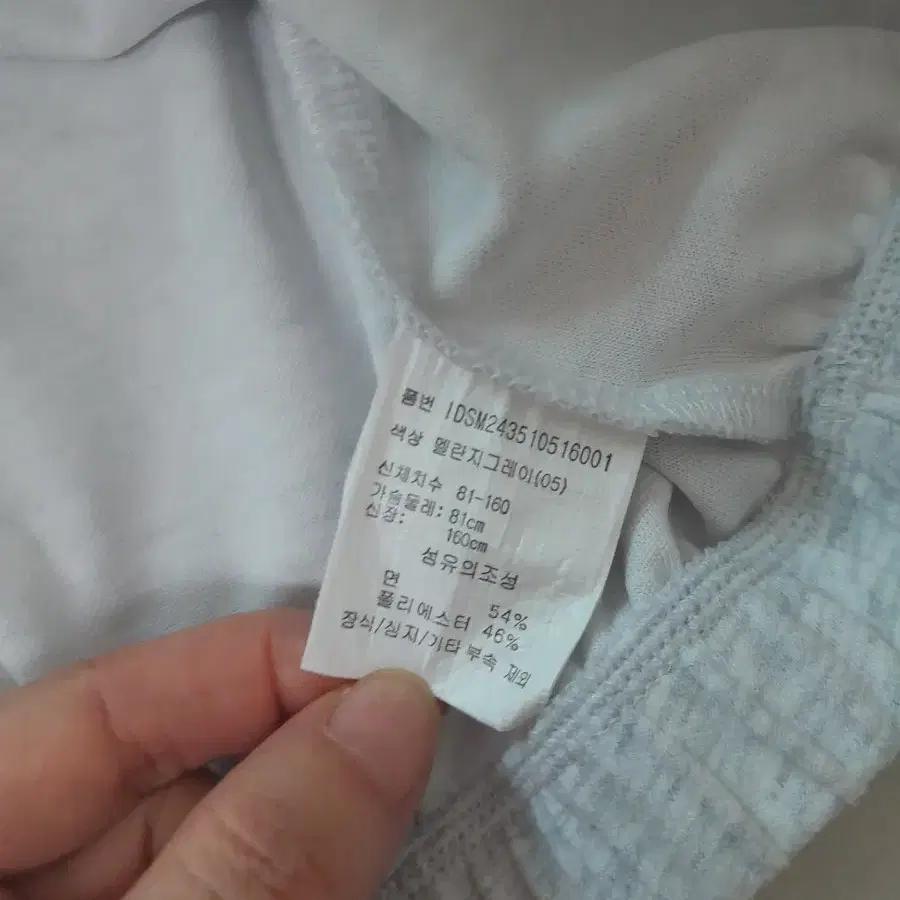 품번 IDSM243510516001
색상 멜란지그레이(05)
신체치수 81-160
가슴둘레: 81cm
신장: 160cm
섬유의조성
면 54%
폴리에스터 46%
장식/심지/기타 부속 제외